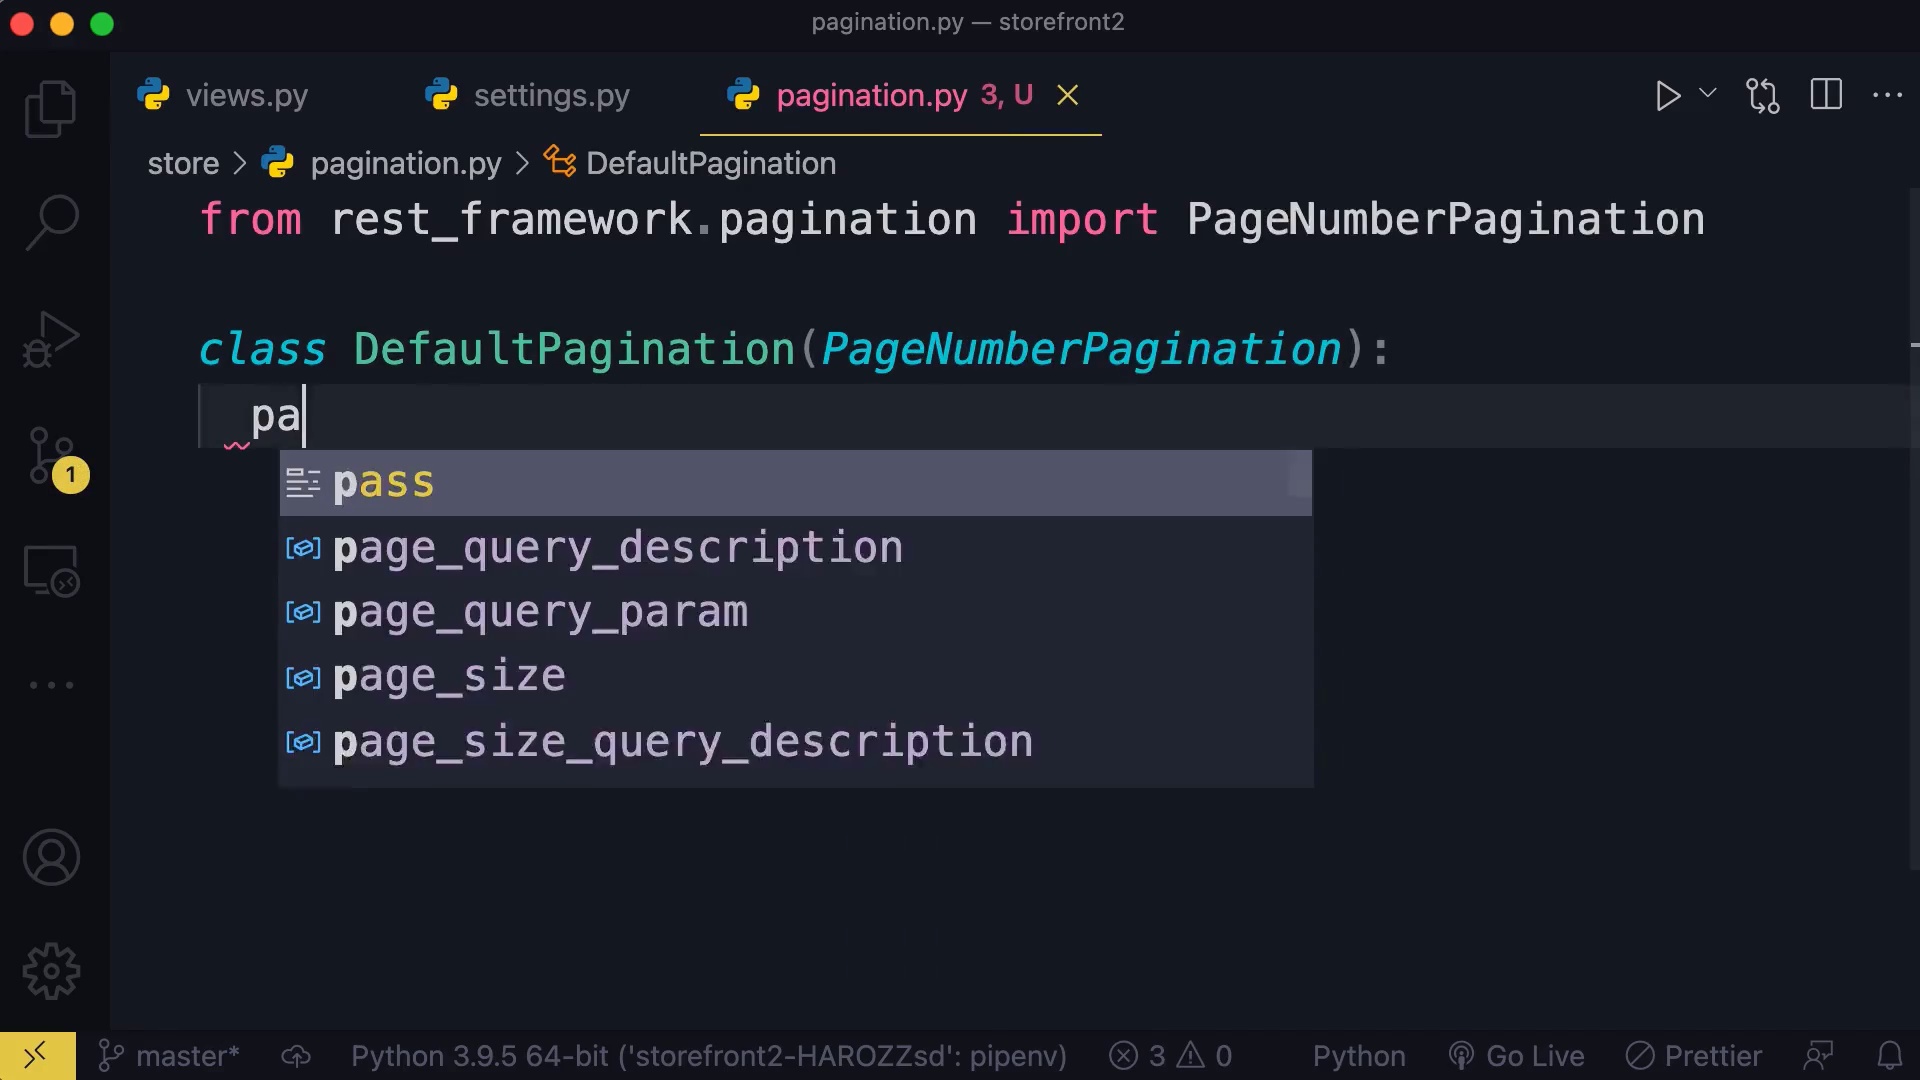 pagination.py — storefront2
views.py settings.py pagination.py 3, U
store > pagination.py > DefaultPagination
from rest_framework.pagination import PageNumberPagination
class DefaultPagination(PageNumberPagination):
pa
pass
page_query_description
page_query_param
page_size
page_size_query_description
1
master* Python 3.9.5 64-bit ('storefront2-HAROZZsd': pipenv) 3 0 Python Go Live Prettier